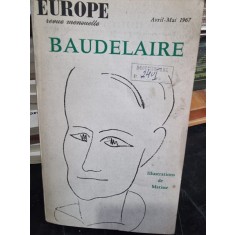 EUROPE
revue mensuelle
Avril-Mai 1967
BAUDELAIRE
Illustrations
de
Matisse